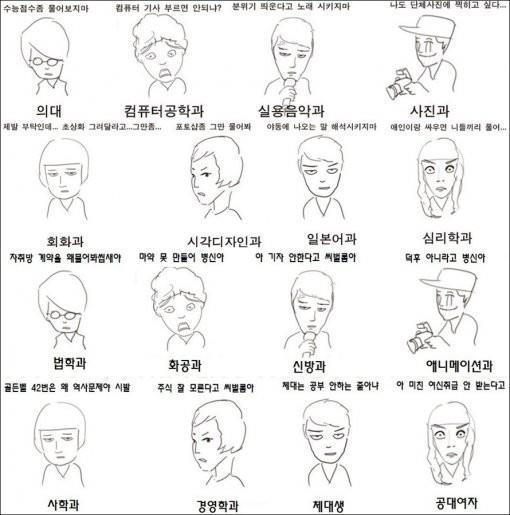 수능점수좀 물어보지마
컴퓨터 기사 부르면 안되냐?
분위기 띄운다고 노래 시키지마
나도 단체사진에 찍히고 싶다...
의대
컴퓨터공학과
실용음악과
사진과
제발 부탁인데... 초상화 그려달라고...그만좀...
포토샵좀 그만 물어봐
야동에 나오는 말 해석시키지마
애인이랑 싸우면 니들끼리 풀어...
회화과
시각디자인과
일본어과
심리학과
자취방 계약을 왜물어봐씹새야
마약 못 만들어 병신아
아 기자 안한다고 씨벌롬아
덕후 아니라고 병신아
법학과
화공과
신방과
애니메이션과
골든벨 42번은 왜 역사문제야 시발
주식 잘 모른다고 씨벌롬아
체대는 공부 안하는 줄아냐
아 미친 여신취급 안 받는다고
사학과
경영학과
체대생
공대여자